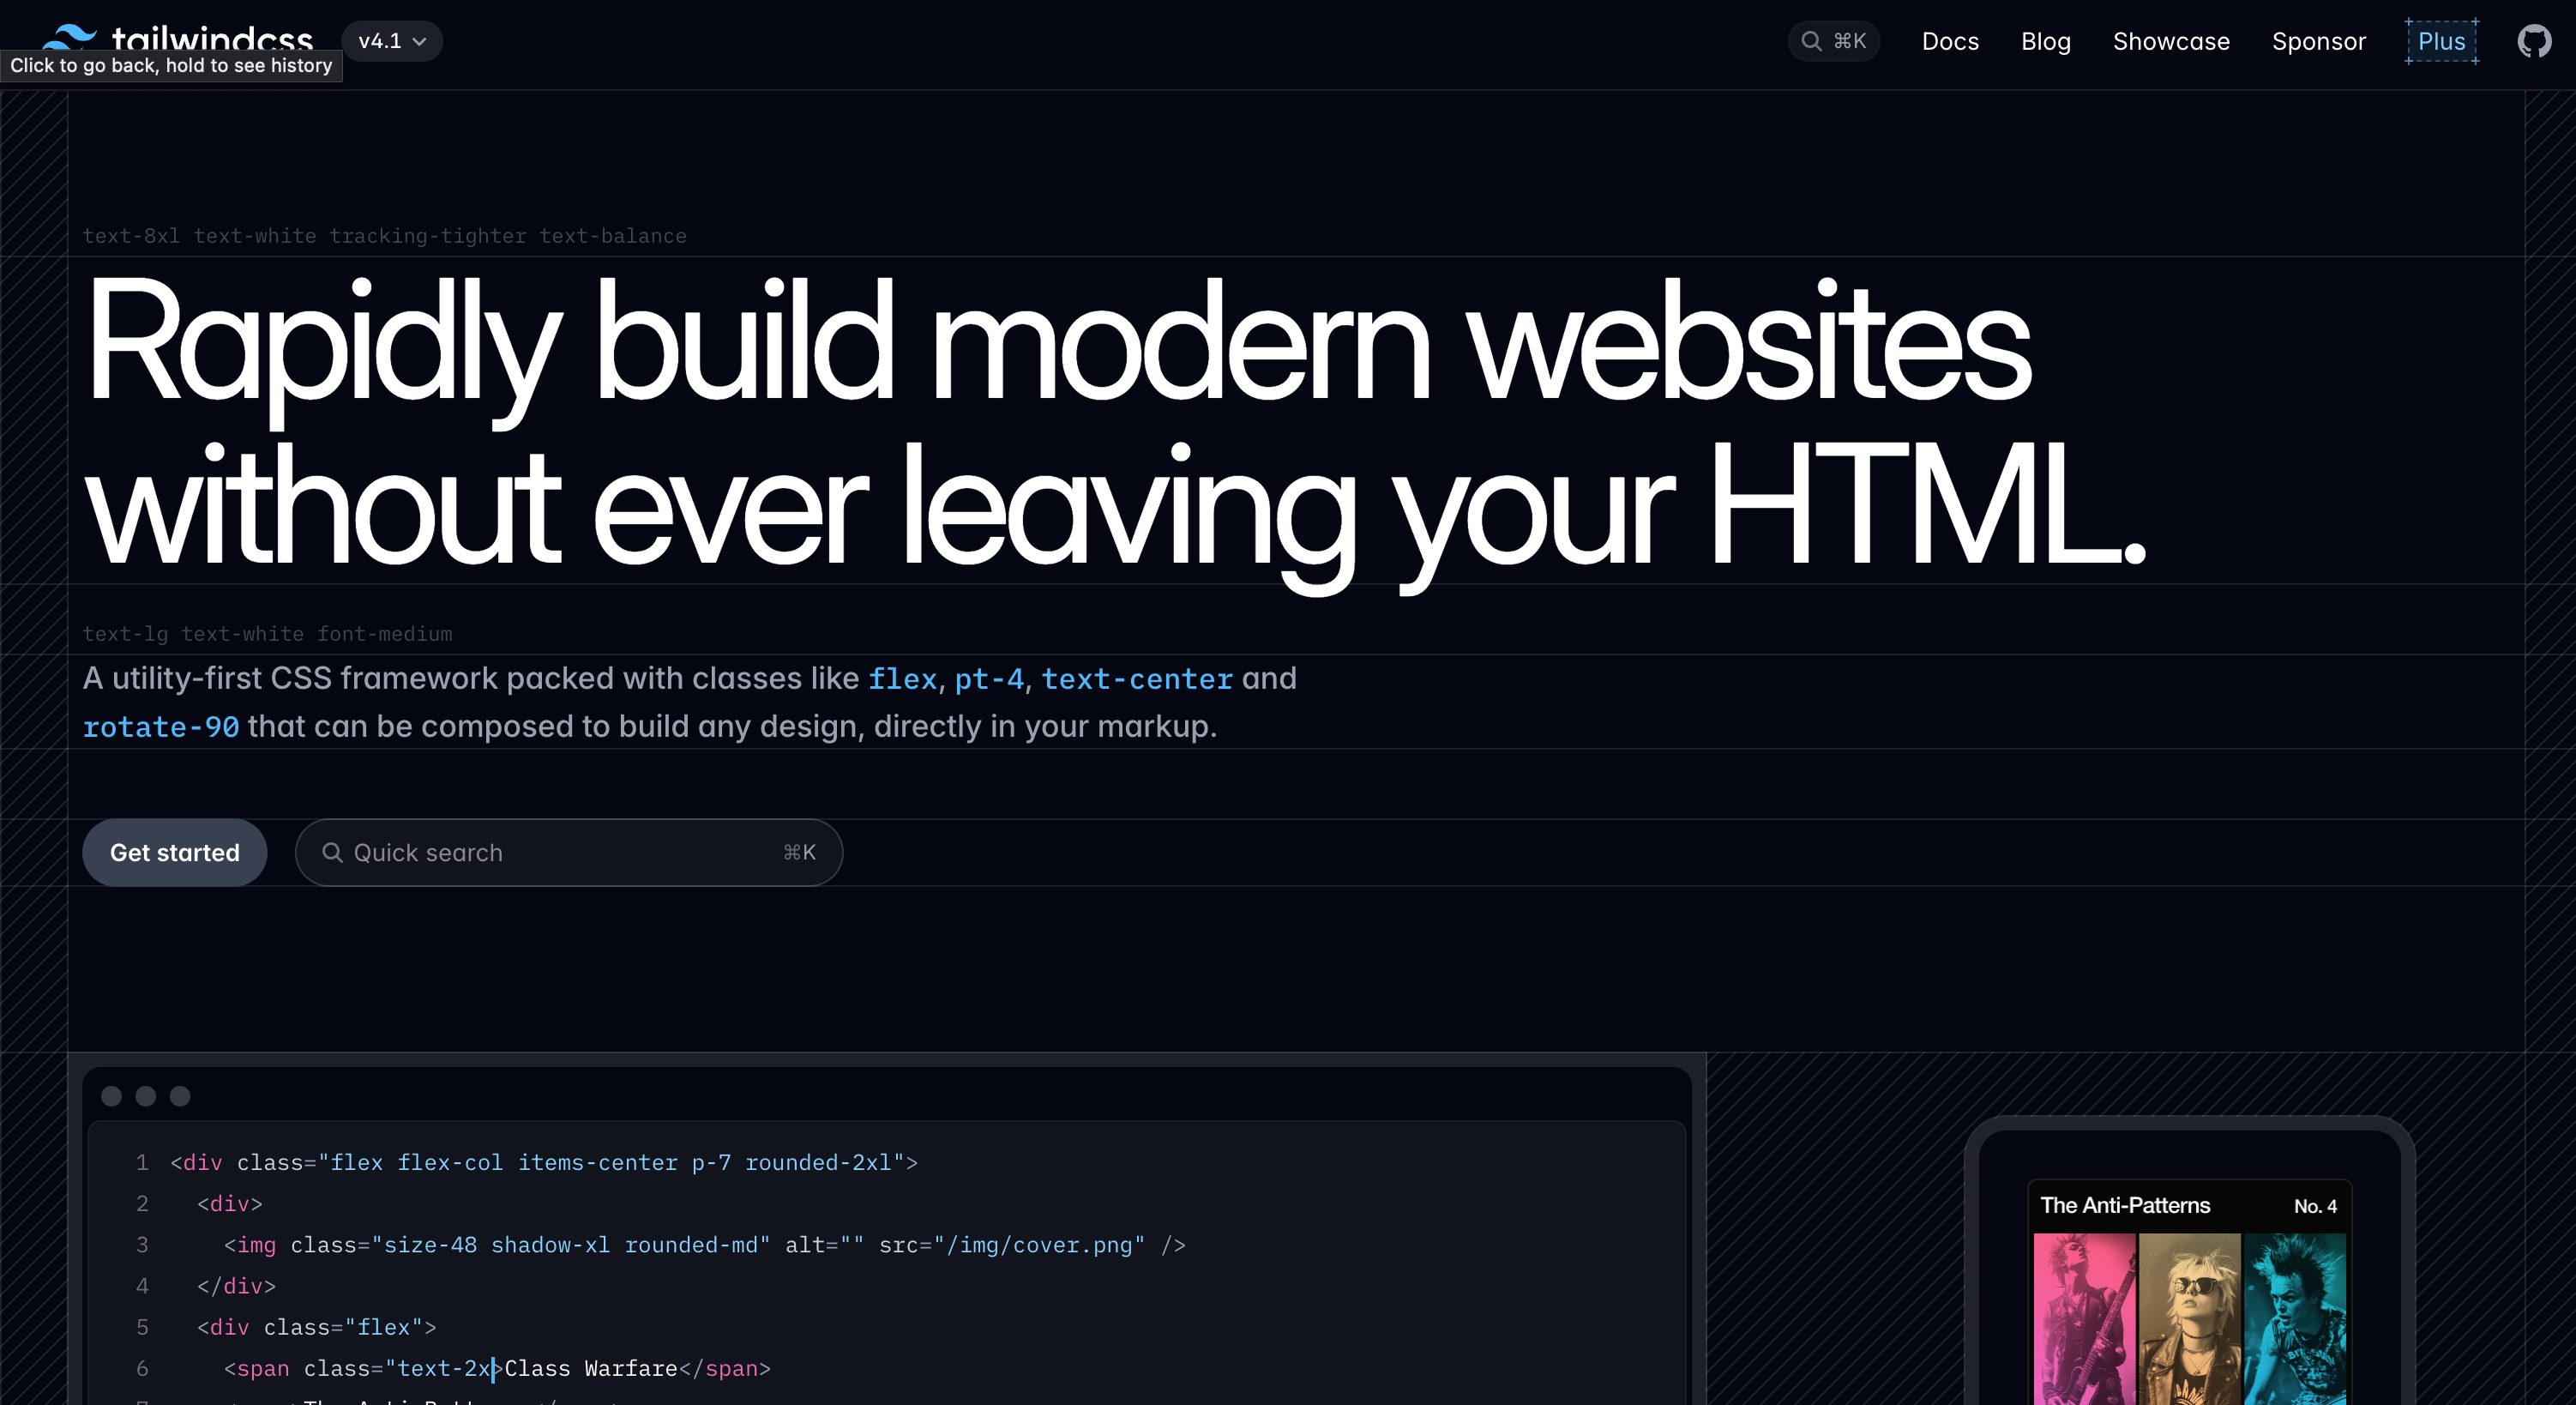 tailwindcss v4.1 ⌘K Docs Blog Showcase Sponsor Plus
Click to go back, hold to see history
text-8xl text-white tracking-tighter text-balance
Rapidly build modern websites
without ever leaving your HTML.
text-lg text-white font-medium
A utility-first CSS framework packed with classes like flex, pt-4, text-center and
rotate-90 that can be composed to build any design, directly in your markup.
Get started Quick search ⌘K
1 <div class="flex flex-col items-center p-7 rounded-2xl">
2 <div>
3 <img class="size-48 shadow-xl rounded-md" alt="" src="/img/cover.png" />
4 </div>
5 <div class="flex">
6 <span class="text-2x>Class Warfare</span>
The Anti-Patterns No. 4